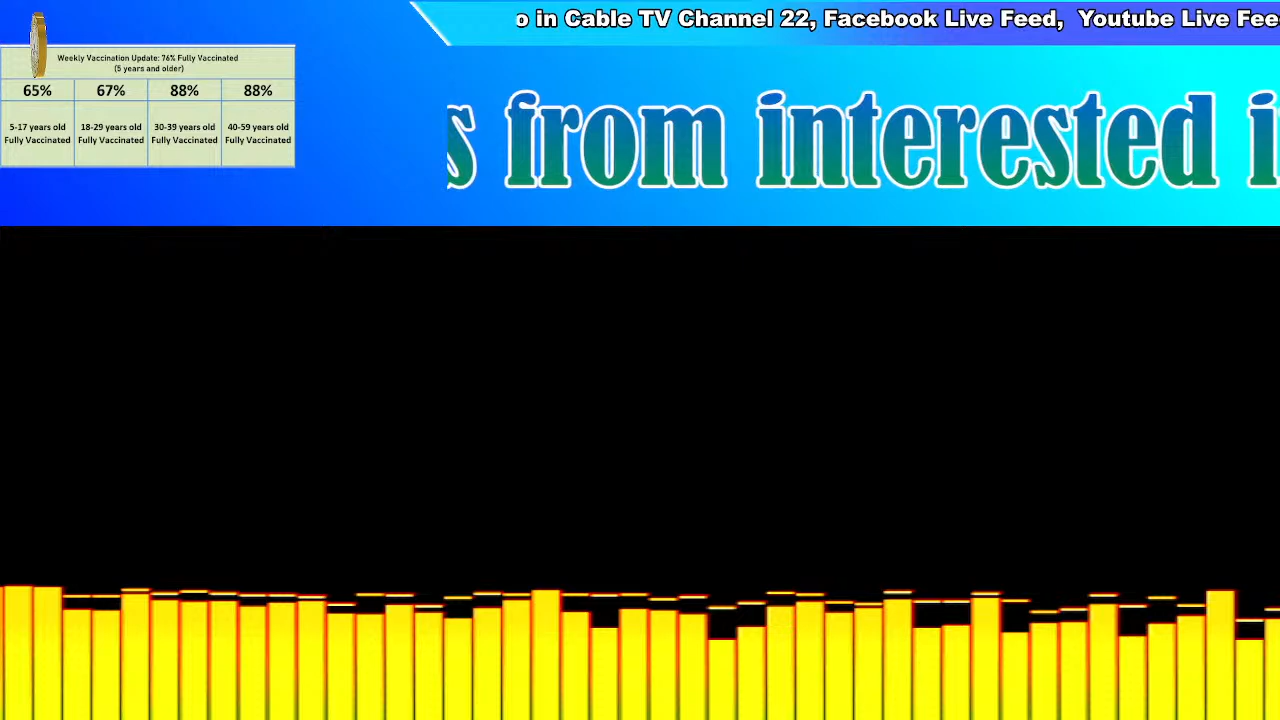 o in Cable TV Channel 22, Facebook Live Feed, Youtube Live Fee
Weekly Vaccination Update: 76% Fully Vaccinated
(5 years and older)
65% 67% 88% 88%
5-17 years old 18-29 years old 30-39 years old 40-59 years old
Fully Vaccinated Fully Vaccinated Fully Vaccinated Fully Vaccinated
s from interested i